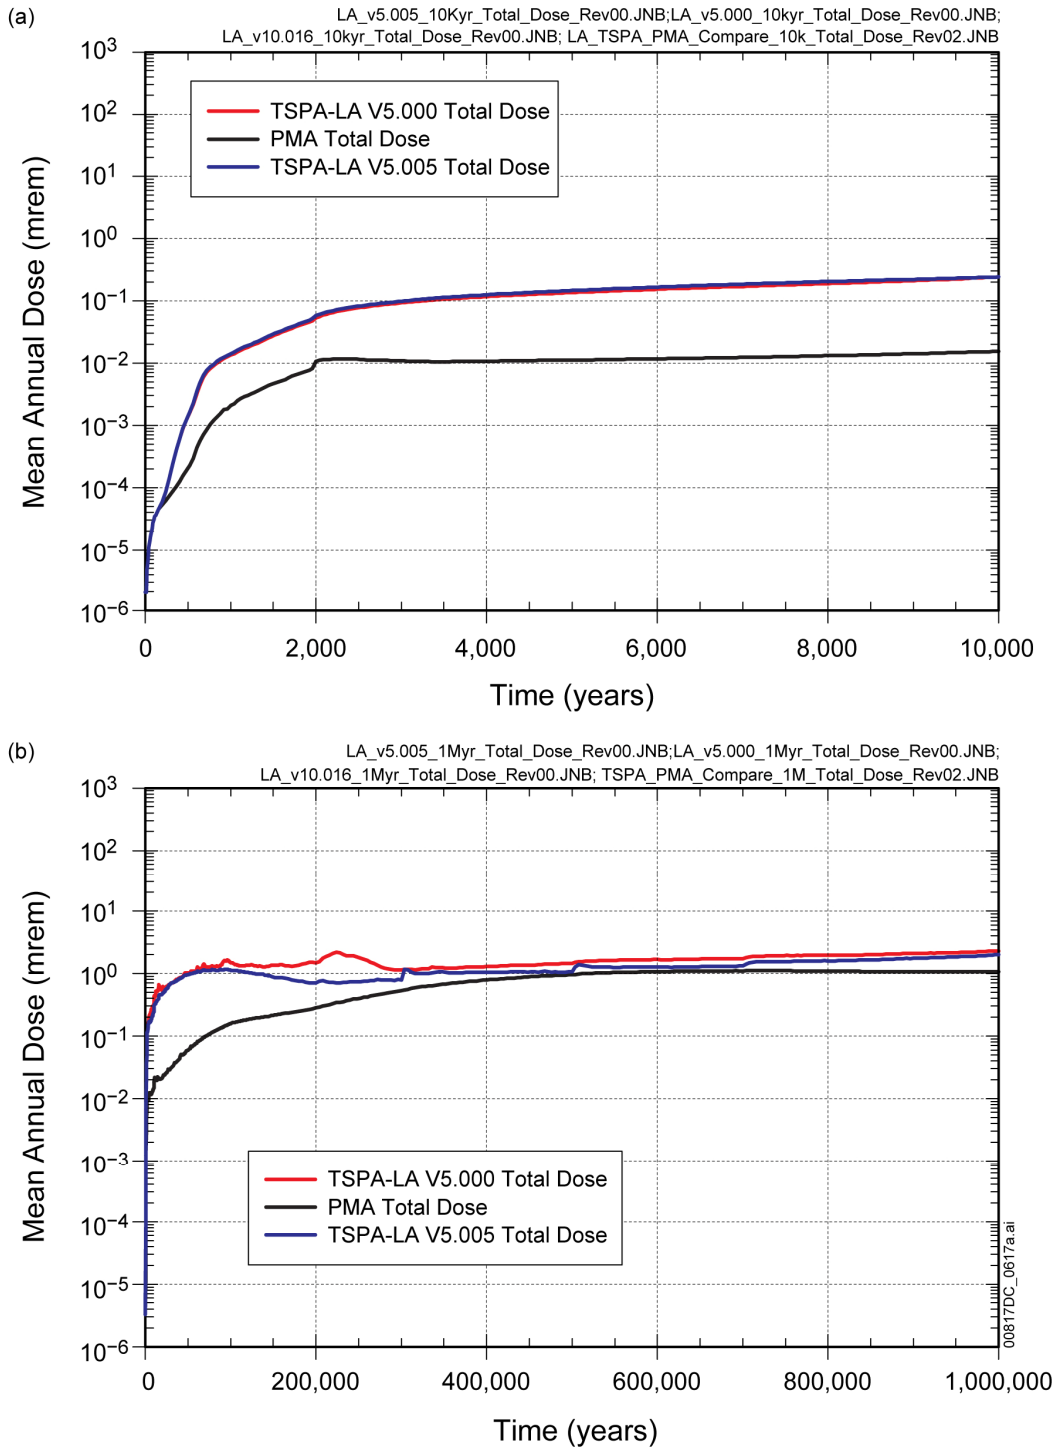 (a)
LA_v5.005_10Kyr_Total_Dose_Rev00.JNB;LA_v5.000_10kyr_Total_Dose_Rev00.JNB;
LA_v10.016_10kyr_Total_Dose_Rev00.JNB; LA_TSPA_PMA_Compare_10k_Total_Dose_Rev02.JNB
10³
10²
10¹
10⁰
10⁻¹
10⁻²
10⁻³
10⁻⁴
10⁻⁵
10⁻⁶
Mean Annual Dose (mrem)
TSPA-LA V5.000 Total Dose
PMA Total Dose
TSPA-LA V5.005 Total Dose
0 2,000 4,000 6,000 8,000 10,000
Time (years)
(b)
LA_v5.005_1Myr_Total_Dose_Rev00.JNB;LA_v5.000_1Myr_Total_Dose_Rev00.JNB;
LA_v10.016_1Myr_Total_Dose_Rev00.JNB; TSPA_PMA_Compare_1M_Total_Dose_Rev02.JNB
10³
10²
10¹
10⁰
10⁻¹
10⁻²
10⁻³
10⁻⁴
10⁻⁵
10⁻⁶
Mean Annual Dose (mrem)
TSPA-LA V5.000 Total Dose
PMA Total Dose
TSPA-LA V5.005 Total Dose
00817DC_0617a.ai
0 200,000 400,000 600,000 800,000 1,000,000
Time (years)